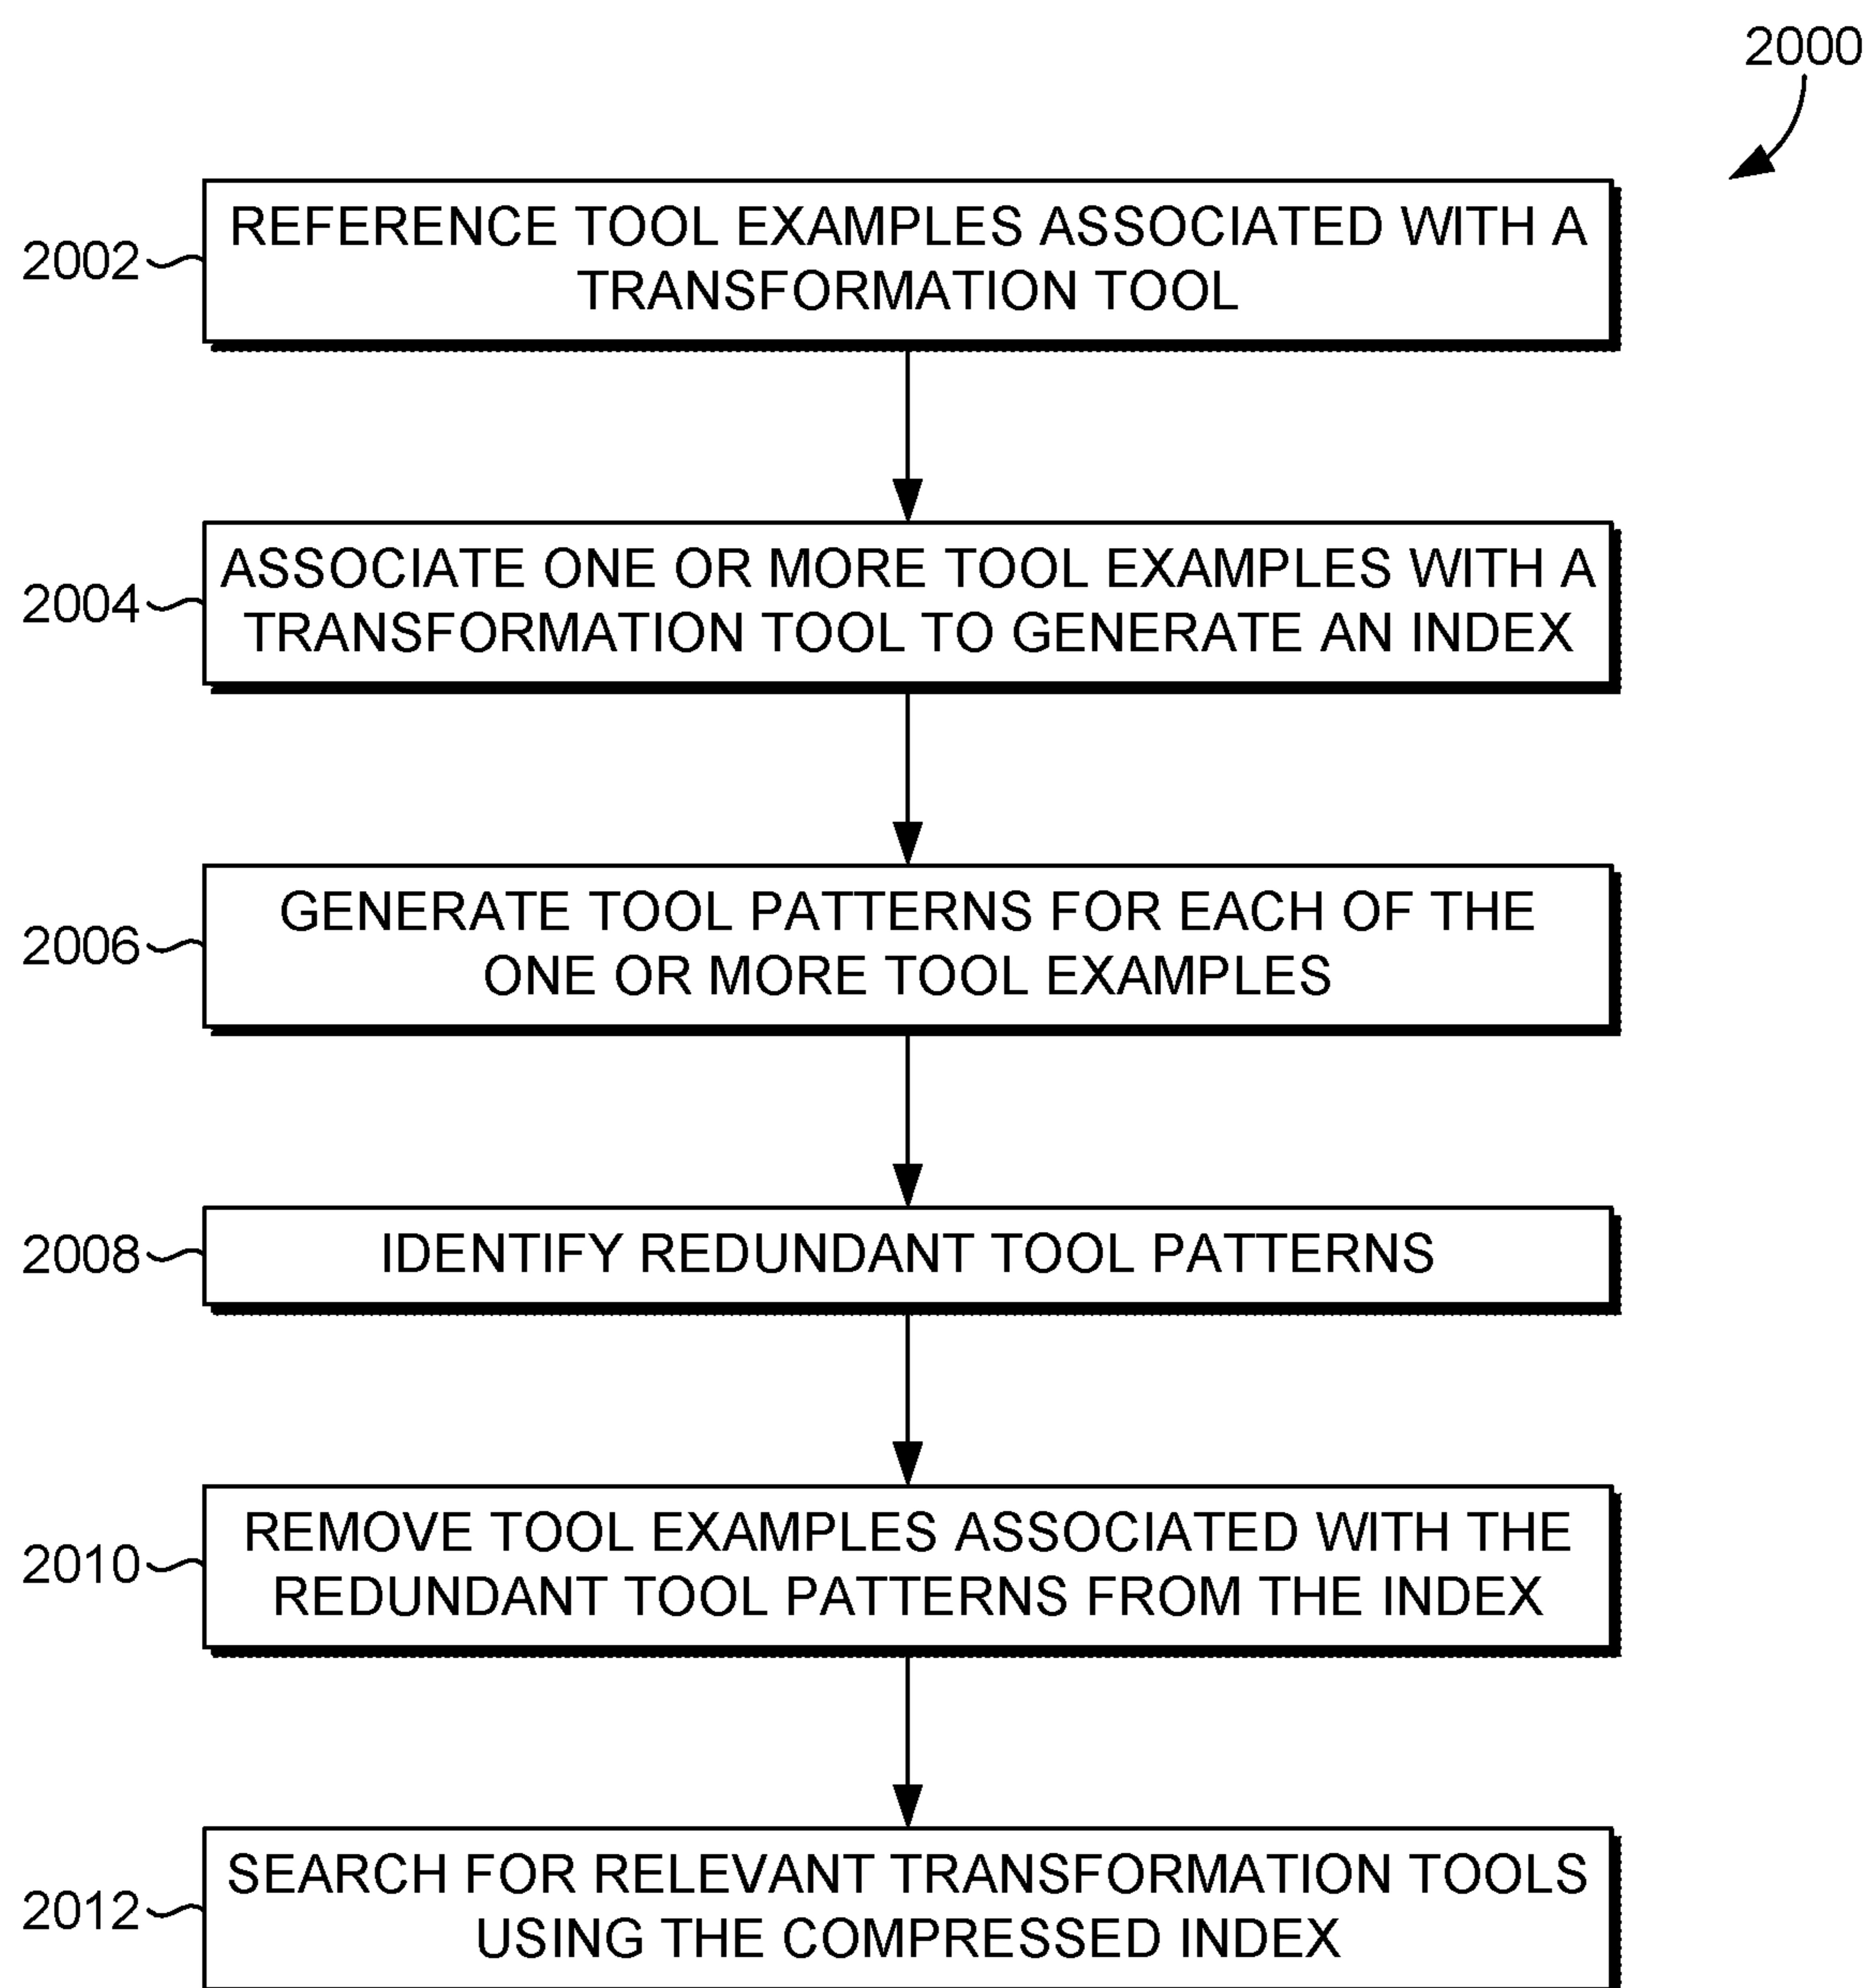 2000
2002
REFERENCE TOOL EXAMPLES ASSOCIATED WITH A
TRANSFORMATION TOOL
2004
ASSOCIATE ONE OR MORE TOOL EXAMPLES WITH A
TRANSFORMATION TOOL TO GENERATE AN INDEX
2006
GENERATE TOOL PATTERNS FOR EACH OF THE
ONE OR MORE TOOL EXAMPLES
2008
IDENTIFY REDUNDANT TOOL PATTERNS
2010
REMOVE TOOL EXAMPLES ASSOCIATED WITH THE
REDUNDANT TOOL PATTERNS FROM THE INDEX
2012
SEARCH FOR RELEVANT TRANSFORMATION TOOLS
USING THE COMPRESSED INDEX